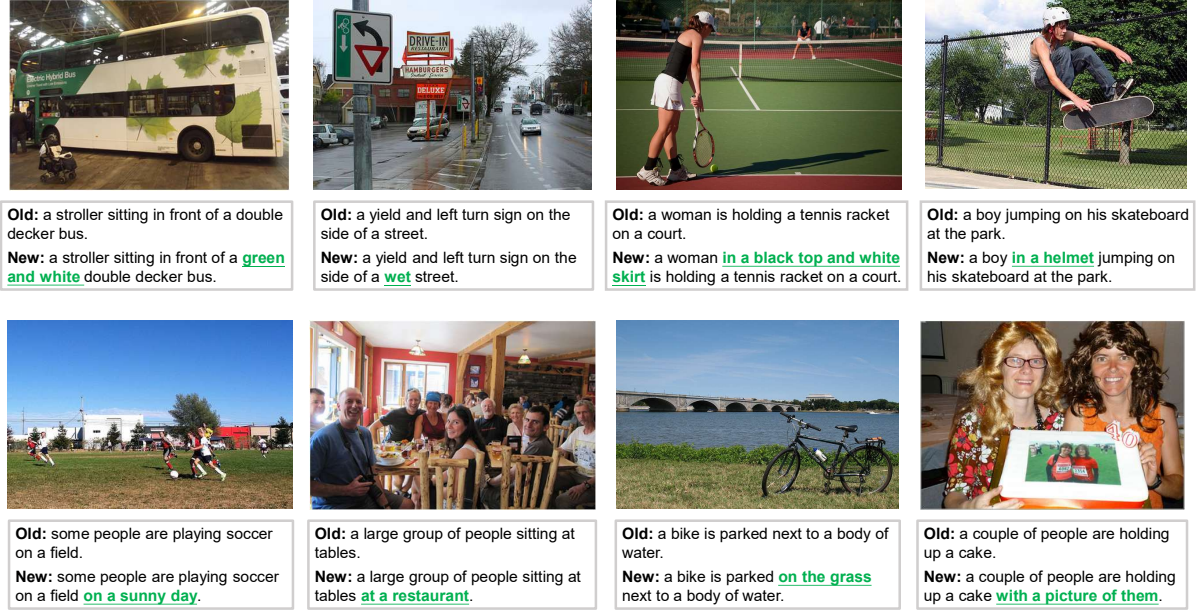 Electric Hybrid Bus
DRIVE-IN
RESTAURANT
HAMBURGERS
DELUXE
Old: a stroller sitting in front of a double
decker bus.
New: a stroller sitting in front of a green
and white double decker bus.
Old: a yield and left turn sign on the
side of a street.
New: a yield and left turn sign on the
side of a wet street.
Old: a woman is holding a tennis racket
on a court.
New: a woman in a black top and white
skirt is holding a tennis racket on a court.
Old: a boy jumping on his skateboard
at the park.
New: a boy in a helmet jumping on
his skateboard at the park.
40
Old: some people are playing soccer
on a field.
New: some people are playing soccer
on a field on a sunny day.
Old: a large group of people sitting at
tables.
New: a large group of people sitting at
tables at a restaurant.
Old: a bike is parked next to a body of
water.
New: a bike is parked on the grass
next to a body of water.
Old: a couple of people are holding
up a cake.
New: a couple of people are holding
up a cake with a picture of them.